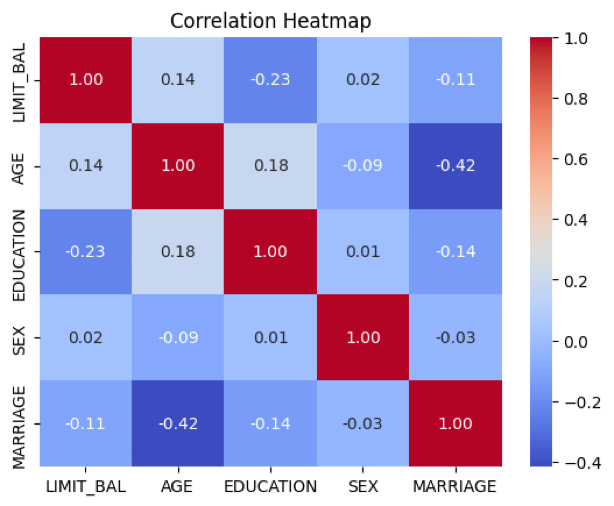 Correlation Heatmap
LIMIT_BAL 1.00 0.14 -0.23 0.02 -0.11
AGE 0.14 1.00 0.18 -0.09 -0.42
EDUCATION -0.23 0.18 1.00 0.01 -0.14
SEX 0.02 -0.09 0.01 1.00 -0.03
MARRIAGE -0.11 -0.42 -0.14 -0.03 1.00
LIMIT_BAL AGE EDUCATION SEX MARRIAGE
1.0
0.8
0.6
0.4
0.2
0.0
−0.2
−0.4